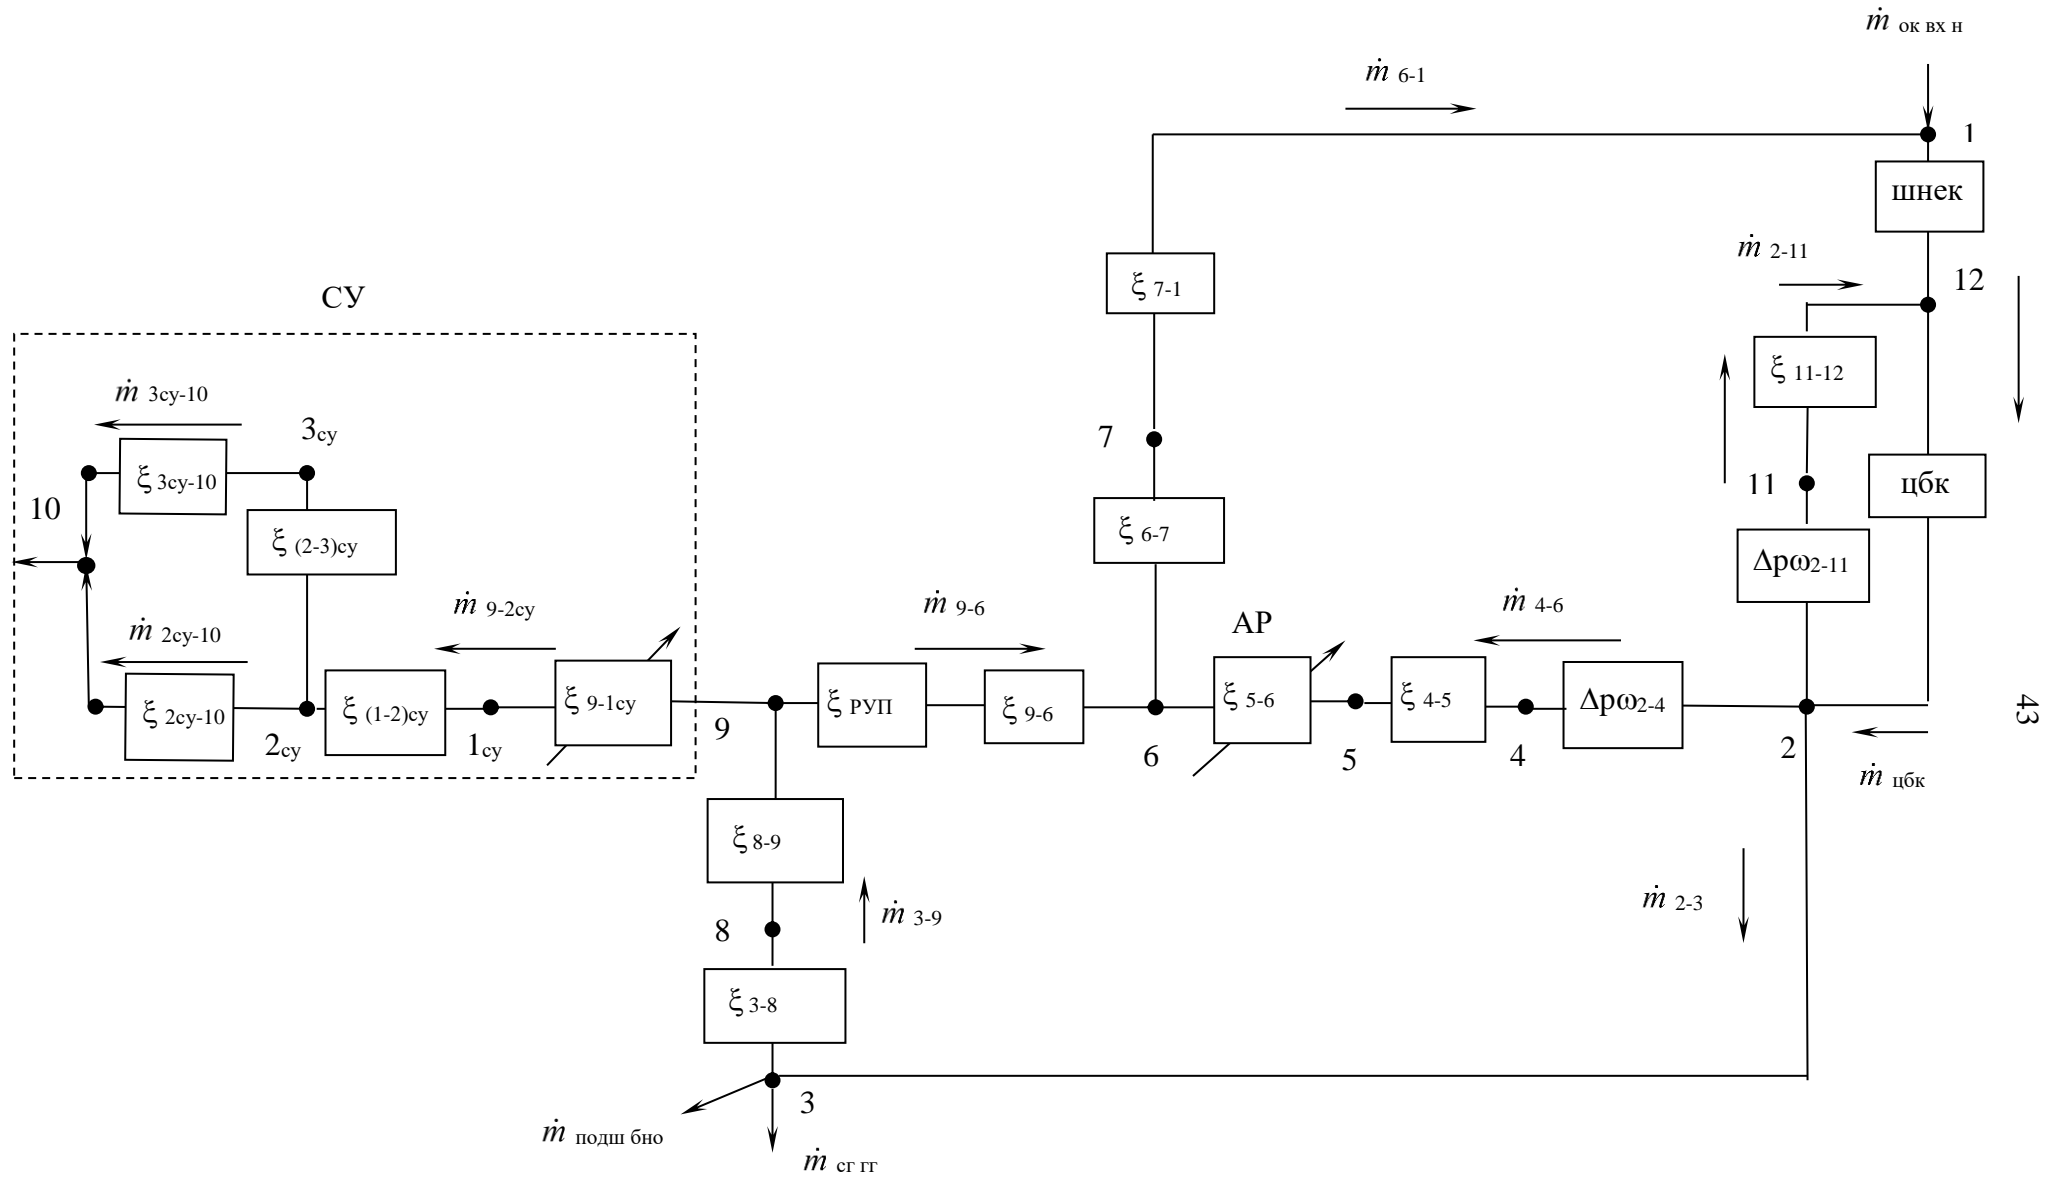 ṁ ок вх н
ṁ 6-1
1
шнек
ṁ 2-11
12
ξ 7-1
СУ
ξ 11-12
ṁ 3су-10
3су
7
ξ 3су-10
11
цбк
10
ξ 6-7
ξ (2-3)су
Δpω2-11
ṁ 9-2су
ṁ 9-6
АР
ṁ 4-6
ṁ 2су-10
ξ 2су-10
ξ (1-2)су
ξ 9-1су
ξ РУП
ξ 9-6
ξ 5-6
ξ 4-5
Δpω2-4
43
2су
1су
9
6
5
4
2
ṁ цбк
ξ 8-9
ṁ 2-3
8
ṁ 3-9
ξ 3-8
3
ṁ подш бно
ṁ сг гг